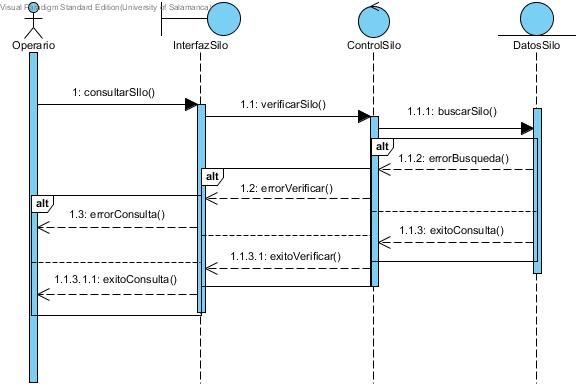 Visual Paradigm Standard Edition(University of Salamanca)
Operario
InterfazSilo
ControlSilo
DatosSilo
1: consultarSIlo()
1.1: verificarSilo()
1.1.1: buscarSilo()
alt
1.1.2: errorBusqueda()
alt
1.2: errorVerificar()
alt
1.3: errorConsulta()
1.1.3: exitoConsulta()
1.1.3.1: exitoVerificar()
1.1.3.1.1: exitoConsulta()